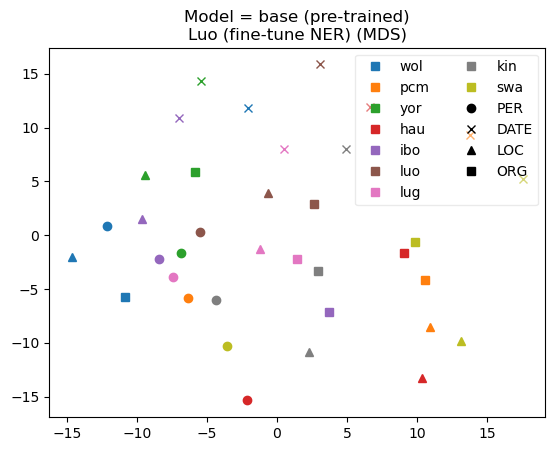 Model = base (pre-trained)
Luo (fine-tune NER) (MDS)
15
10
5
0
−5
−10
−15
−15
−10
−5
0
5
10
15
wol
pcm
yor
hau
ibo
luo
lug
kin
swa
PER
DATE
LOC
ORG